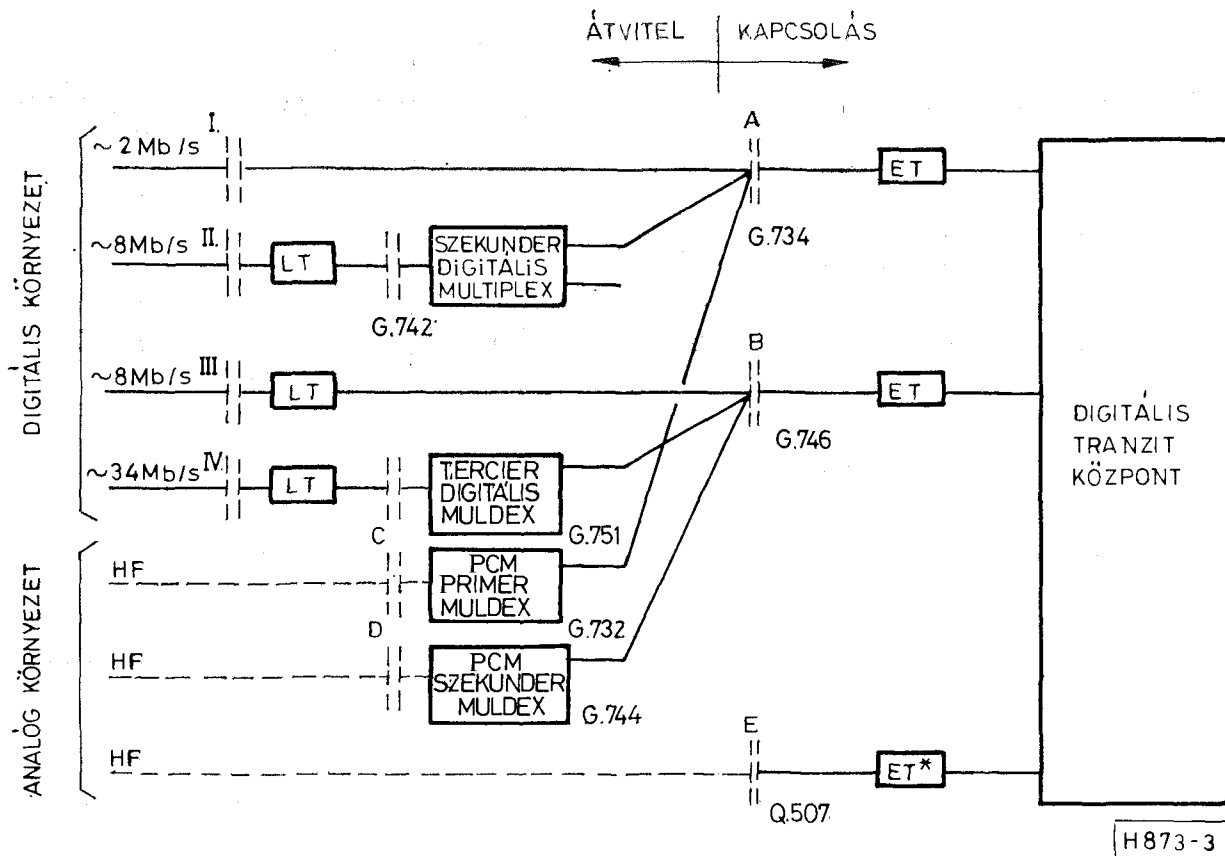 ÁTVITEL
KAPCSOLÁS
DIGITÁLIS KÖRNYEZET
~2Mb/s I.
A
ET
G.734
~8Mb/s II.
LT
G.742
SZEKUNDER
DIGITÁLIS
MULTIPLEX
~8Mb/s III
LT
B
ET
G.746
~34Mb/s IV.
LT
TERCIER
DIGITÁLIS
MULDEX
G.751
DIGITÁLIS
TRANZIT
KÖZPONT
ANALÓG KÖRNYEZET
C
HF
PCM
PRIMER
MULDEX
G.732
D
HF
PCM
SZEKUNDER
MULDEX
G.744
E
HF
ET*
Q.507
H873-3